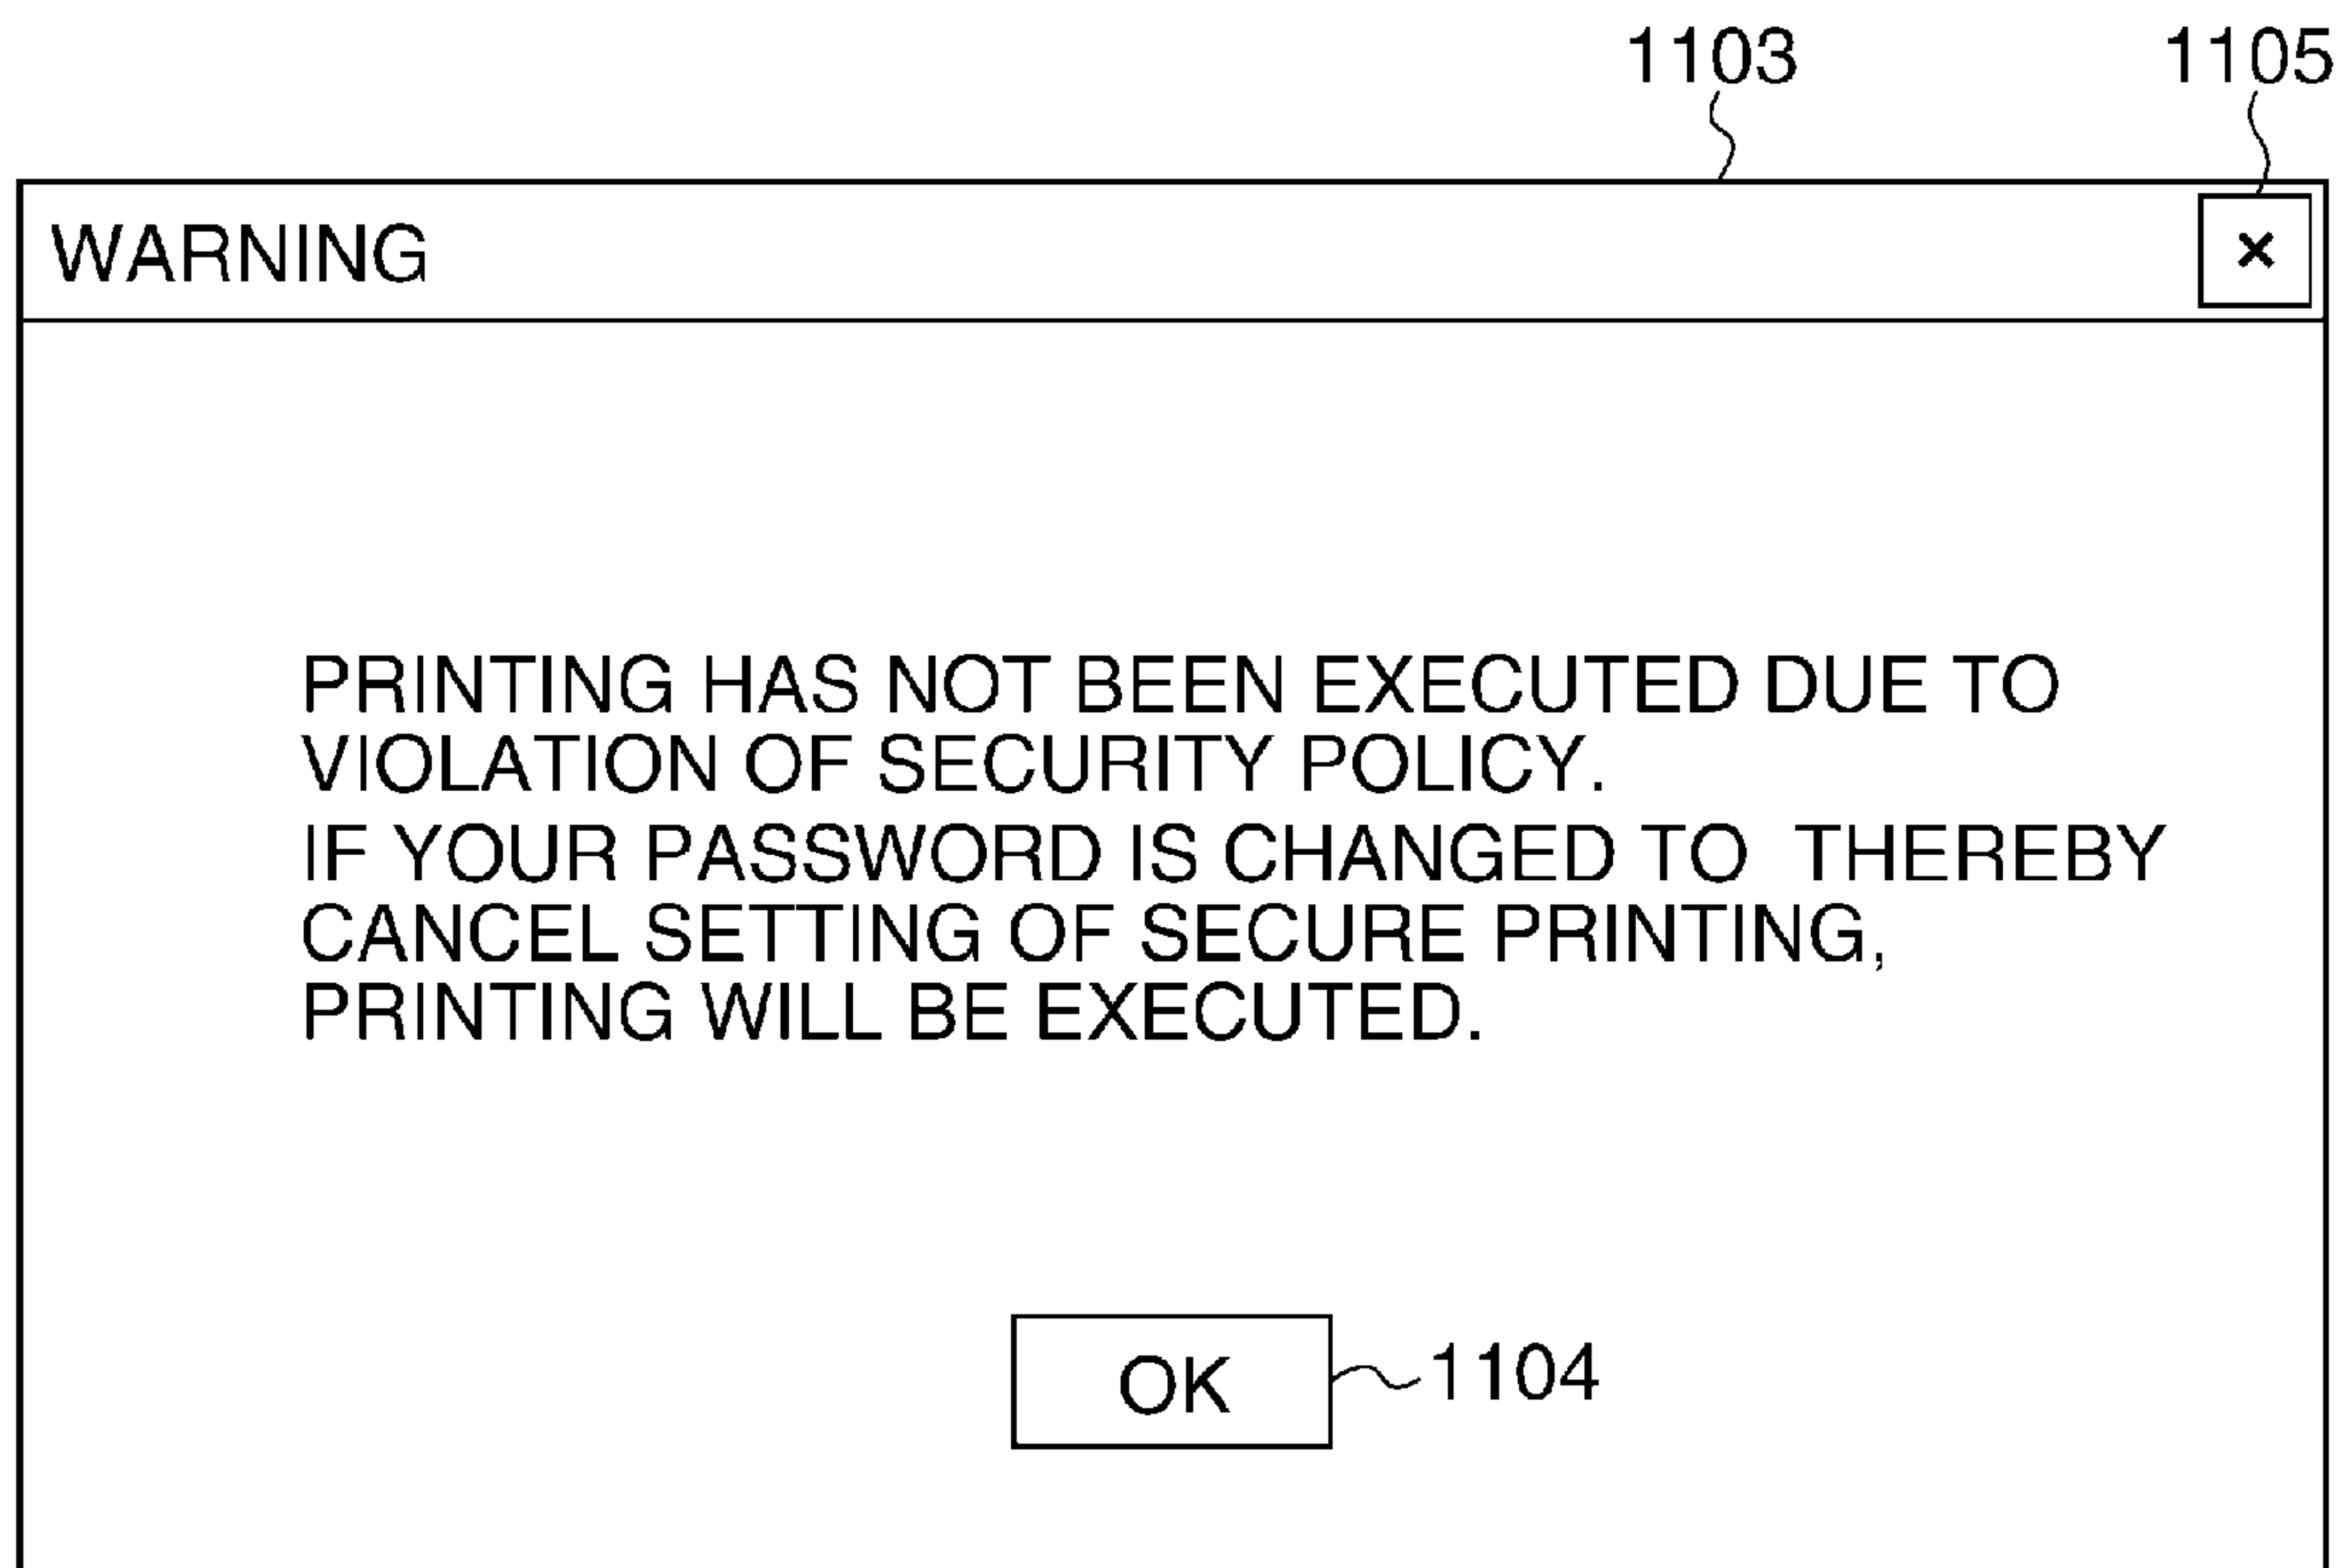 1103 1105
WARNING ×
PRINTING HAS NOT BEEN EXECUTED DUE TO
VIOLATION OF SECURITY POLICY.
IF YOUR PASSWORD IS CHANGED TO THEREBY
CANCEL SETTING OF SECURE PRINTING,
PRINTING WILL BE EXECUTED.
OK 1104